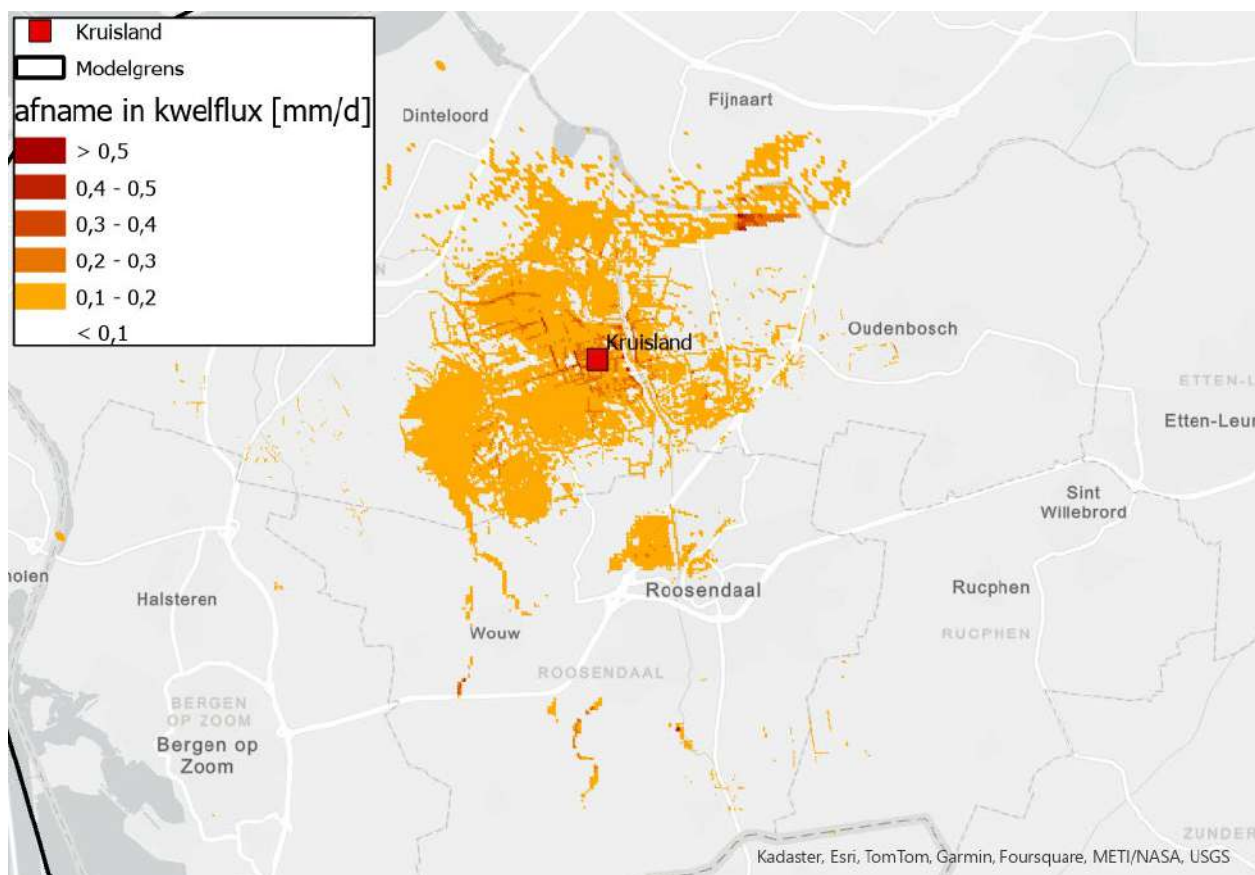 Kruisland
Modelgrens
afname in kwelflux [mm/d]
> 0,5
0,4 - 0,5
0,3 - 0,4
0,2 - 0,3
0,1 - 0,2
< 0,1
Dinteloord
Fijnaart
N
Kruisland
Oudenbosch
ETTEN-L
Etten-Leur
Sint
Willebrord
holen
Halsteren
Roosendaal
Rucphen
Wouw
RUCPHEN
ROOSENDAAL
BERGEN
OP ZOOM
Bergen op
Zoom
ZUNDER
Kadaster, Esri, TomTom, Garmin, Foursquare, METI/NASA, USGS